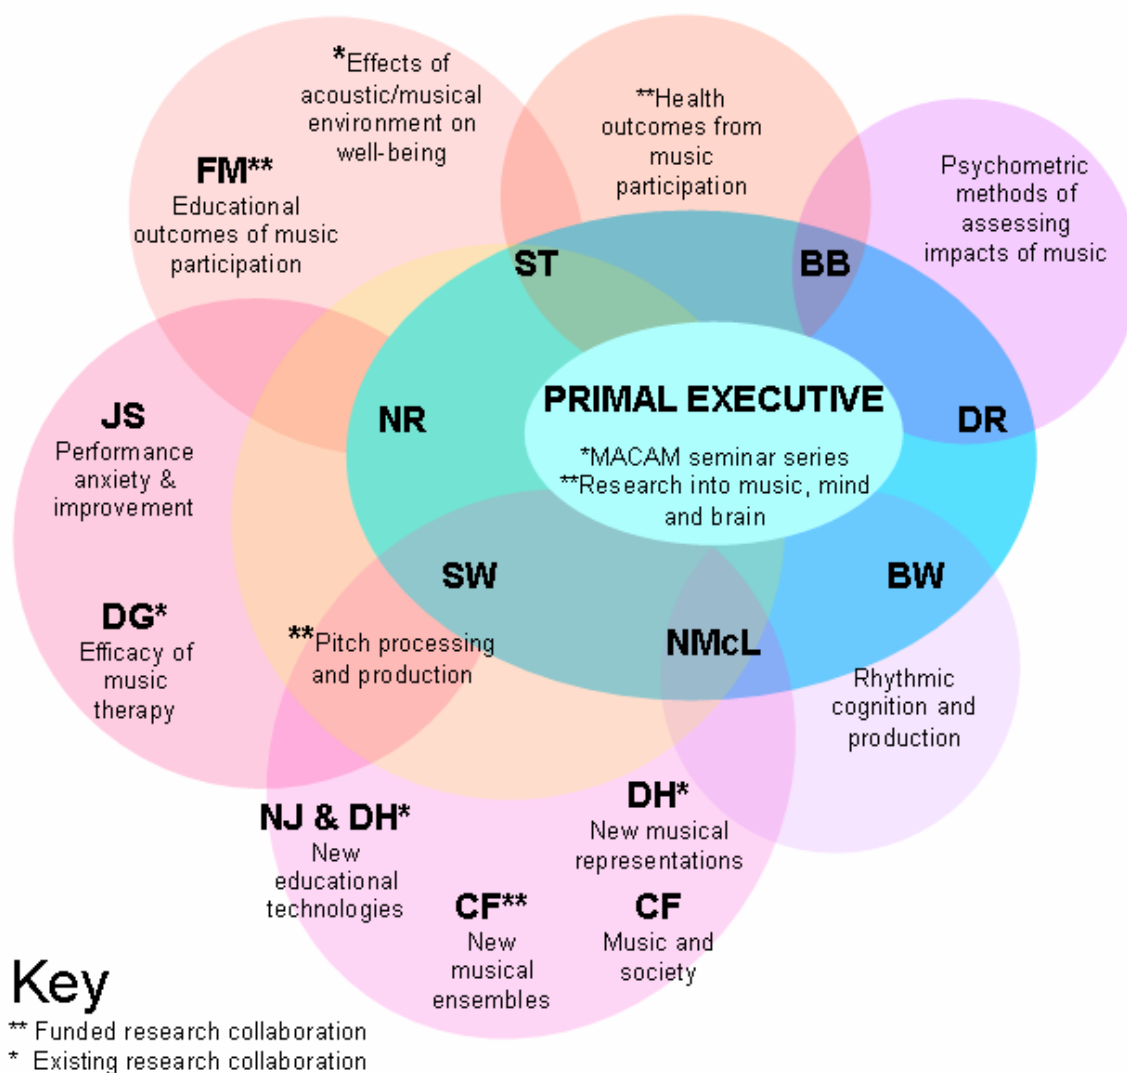 *Effects of
acoustic/musical
environment on
well-being
**Health
outcomes from
music
participation
Psychometric
methods of
assessing
impacts of music
FM**
Educational
outcomes of music
participation
ST
BB
JS
Performance
anxiety &
improvement
NR
PRIMAL EXECUTIVE
*MACAM seminar series
**Research into music, mind
and brain
DR
SW
BW
NMcL
DG*
Efficacy of
music
therapy
**Pitch processing
and production
Rhythmic
cognition and
production
NJ & DH*
New
educational
technologies
DH*
New musical
representations
CF**
New
musical
ensembles
CF
Music and
society
Key
** Funded research collaboration
* Existing research collaboration